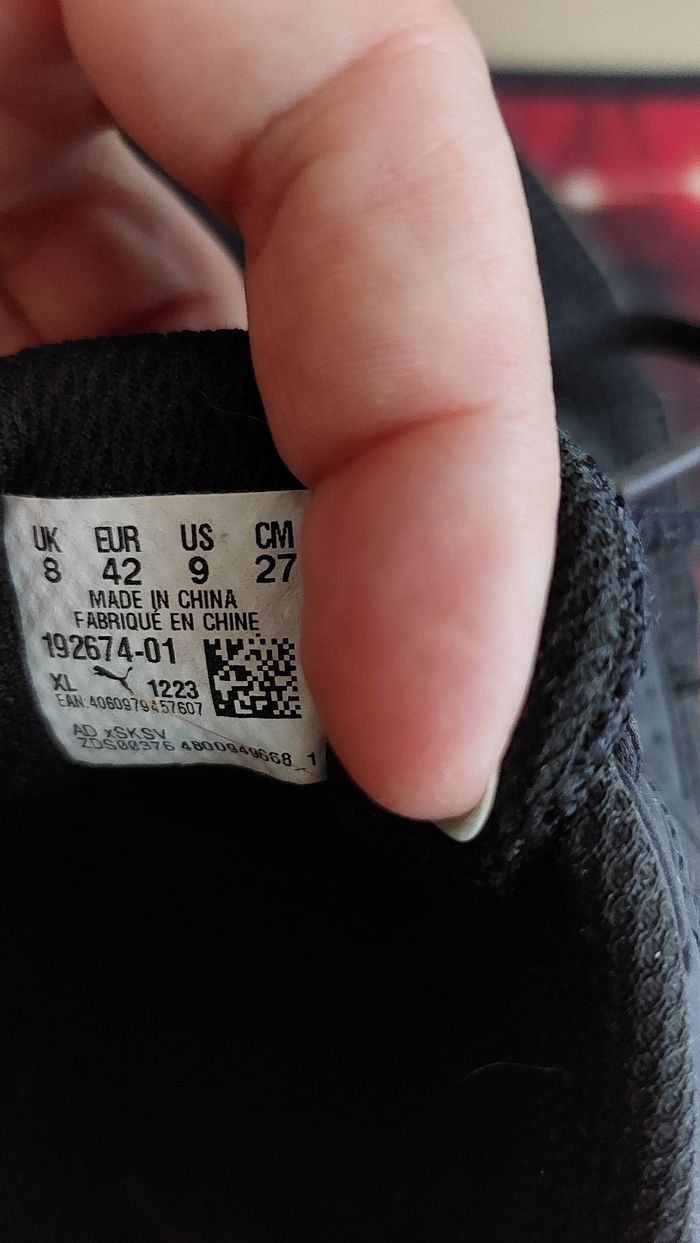 UK EUR US CM
8 42 9 27
MADE IN CHINA
FABRIQUÉ EN CHINE
192674-01
XL 1223
EAN:4060979457607
AD xSKSV
ZDS00376 4800949668_1